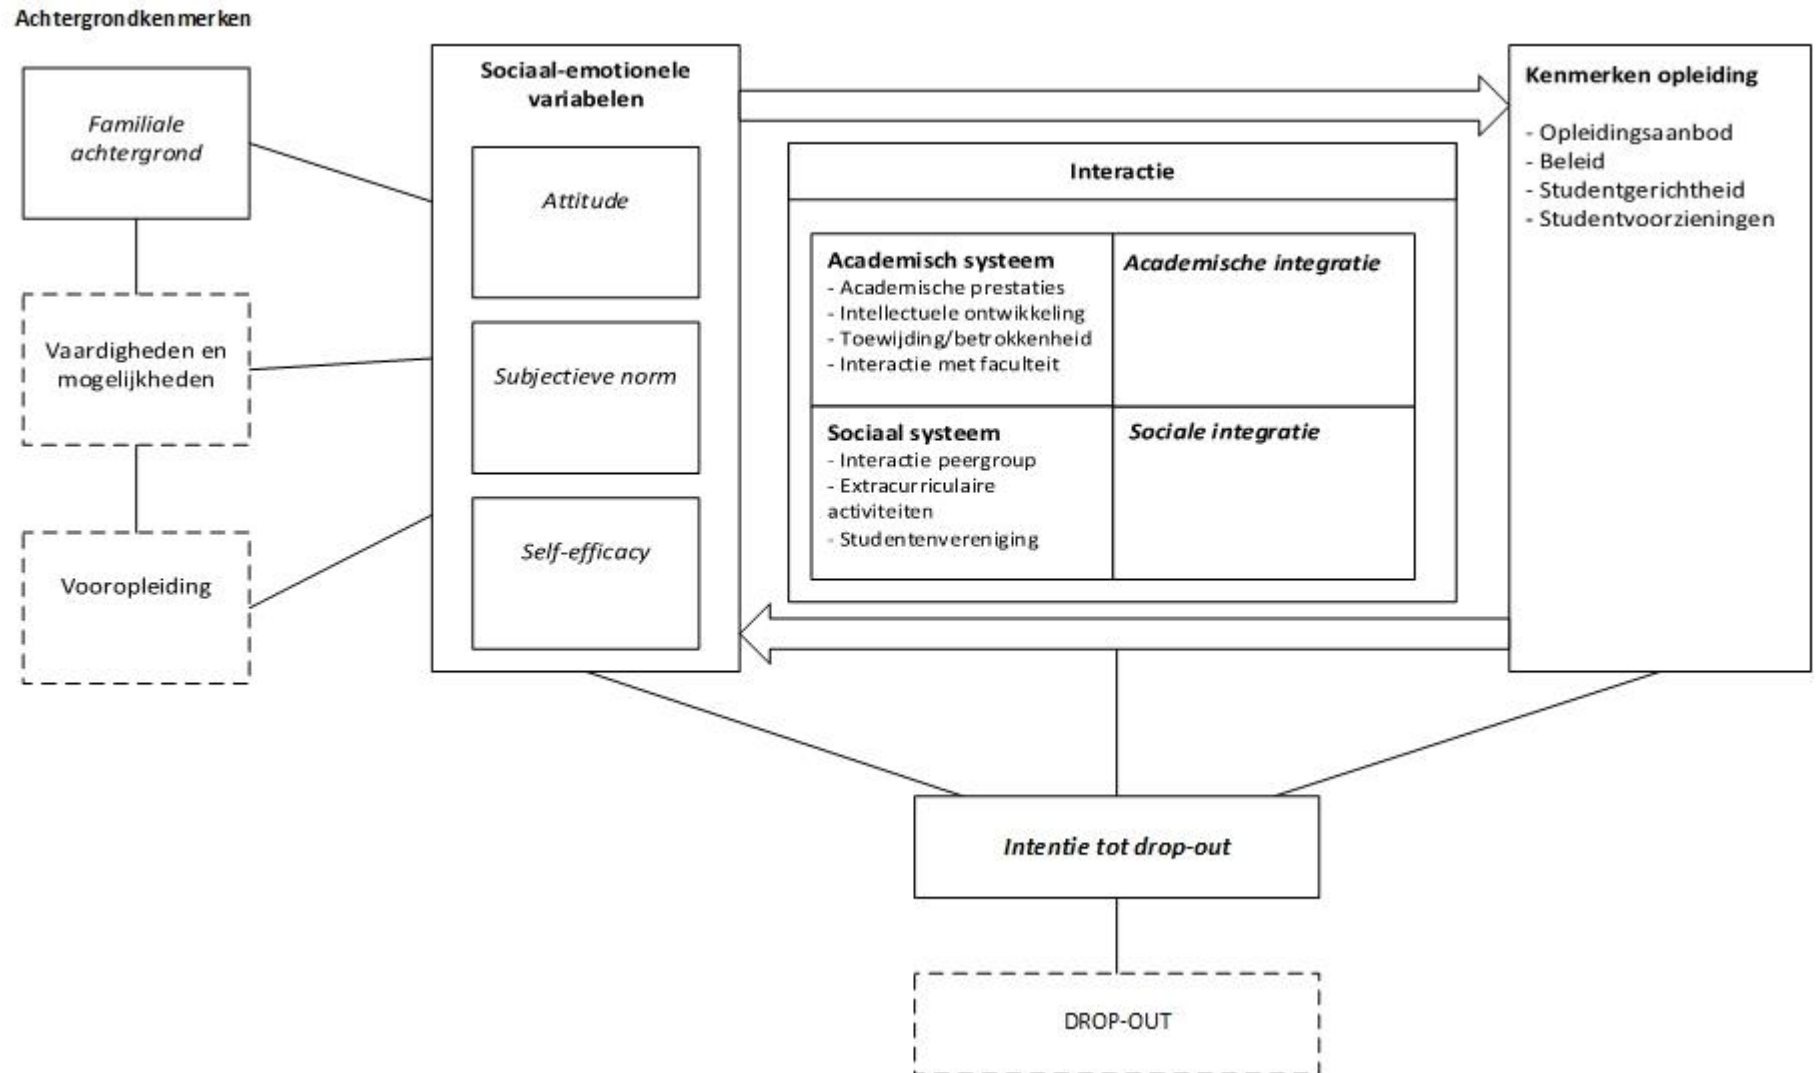 Achtergrondkenmerken
Familiale
achtergrond
Vaardigheden en
mogelijkheden
Vooropleiding
Sociaal-emotionele
variabelen
Attitude
Subjectieve norm
Self-efficacy
Interactie
Academisch systeem
- Academische prestaties
- Intellectuele ontwikkeling
- Toewijding/betrokkenheid
- Interactie met faculteit
Academische integratie
Sociaal systeem
- Interactie peergroup
- Extracurriculaire
activiteiten
- Studentenvereniging
Sociale integratie
Kenmerken opleiding
- Opleidingsaanbod
- Beleid
- Studentgerichtheid
- Studentvoorzieningen
Intentie tot drop-out
DROP-OUT